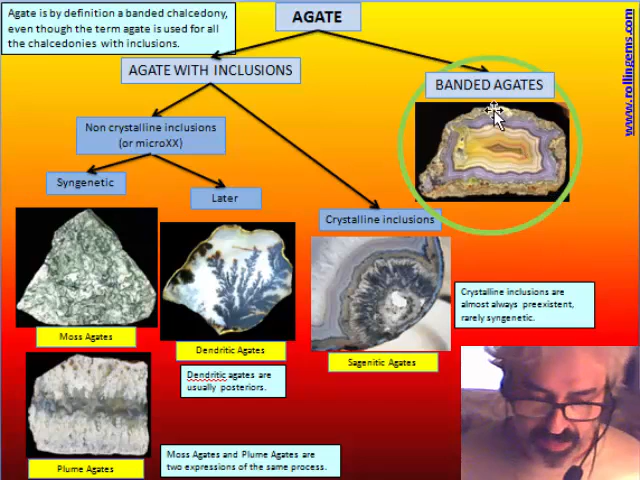 Agate is by definition a banded chalcedony,
even though the term agate is used for all
the chalcedonies with inclusions.
AGATE
www.rollingems.com
AGATE WITH INCLUSIONS
BANDED AGATES
Non crystalline inclusions
(or microXX)
Syngenetic
Later
Crystalline inclusions
Crystalline inclusions are
almost always preexistent,
rarely syngenetic.
Moss Agates
Dendritic Agates
Sagenitic Agates
Dendritic agates are
usually posteriors.
Moss Agates and Plume Agates are
two expressions of the same process.
Plume Agates